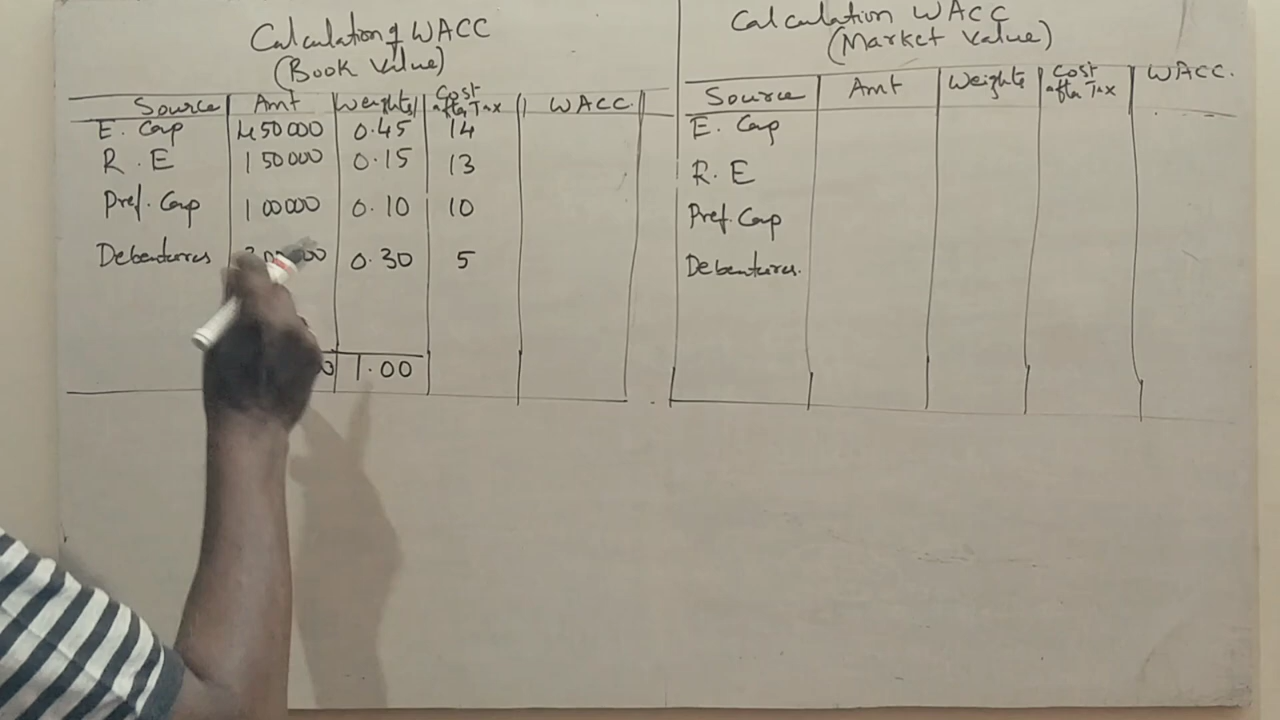 Calculation of WACC
(Book Value)
Source Amt Weights Cost after Tax WACC
E. Cap 450000 0.45 14
R. E 150000 0.15 13
Pref. Cap 100000 0.10 10
Debentures 0.30 5
1.00
Calculation WACC
(Market Value)
Source Amt Weights Cost after Tax WACC.
E. Cap
R. E
Pref. Cap
Debentures.